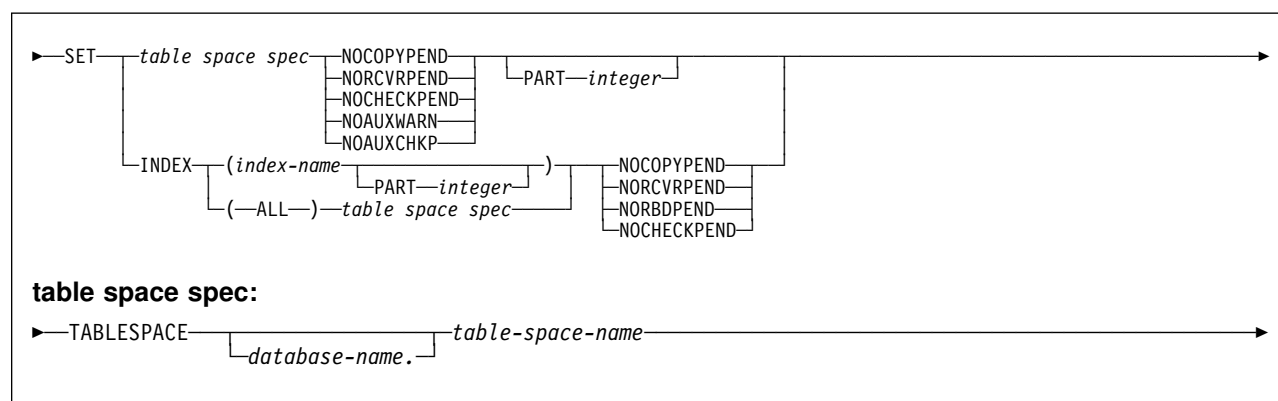 SET table space spec NOCOPYPEND
PART integer
NORCVRPEND
NOCHECKPEND
NOAUXWARN
NOAUXCHKP
INDEX (index-name ) NOCOPYPEND
PART integer NORCVRPEND
( ALL ) table space spec NORBDPEND
NOCHECKPEND
table space spec:
TABLESPACE table-space-name
database-name.